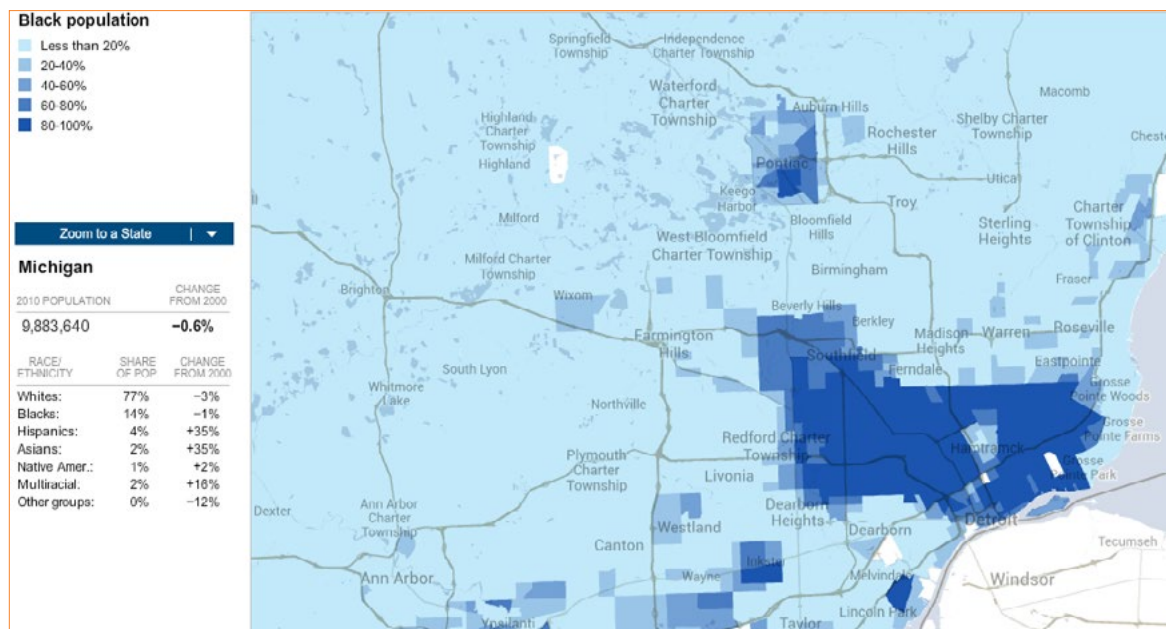 Black population
Less than 20%
20-40%
40-60%
60-80%
80-100%
Zoom to a State
Michigan
2010 POPULATION CHANGE FROM 2000
9,883,640 −0.6%
RACE/ETHNICITY SHARE OF POP CHANGE FROM 2000
Whites: 77% −3%
Blacks: 14% −1%
Hispanics: 4% +35%
Asians: 2% +35%
Native Amer.: 1% +2%
Multiracial: 2% +16%
Other groups: 0% −12%
Springfield Township
Independence Charter Township
Waterford Charter Township
Auburn Hills
Macomb
Highland Charter Township
Highland
Rochester Hills
Shelby Charter Township
Chest
Pontiac
Utica
Keego Harbor
Troy
Milford
Bloomfield Hills
Sterling Heights
Charter Township of Clinton
West Bloomfield Charter Township
Milford Charter Township
Birmingham
Fraser
Brighton
Wixom
Beverly Hills
Berkley
Farmington Hills
Madison Heights
Warren
Roseville
Southfield
Ferndale
Eastpointe
South Lyon
Whitmore Lake
Grosse Pointe Woods
Northville
Grosse Pointe Farms
Redford Charter Township
Hamtramck
Plymouth Charter Township
Livonia
Grosse Pointe Park
Dexter
Ann Arbor Charter Township
Dearborn Heights
Detroit
Westland
Dearborn
Tecumseh
Canton
Inkster
Ann Arbor
Wayne
Melvindale
Windsor
Lincoln Park
Ypsilanti
Taylor